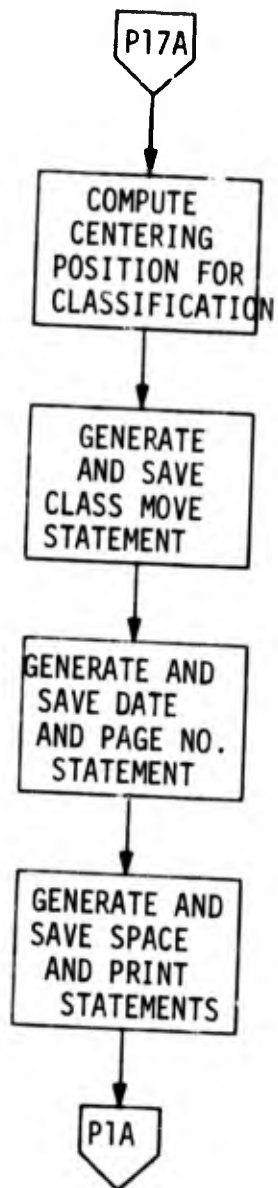 P17A
COMPUTE
CENTERING
POSITION FOR
CLASSIFICATION
GENERATE
AND SAVE
CLASS MOVE
STATEMENT
GENERATE AND
SAVE DATE
AND PAGE NO.
STATEMENT
GENERATE AND
SAVE SPACE
AND PRINT
STATEMENTS
P1A